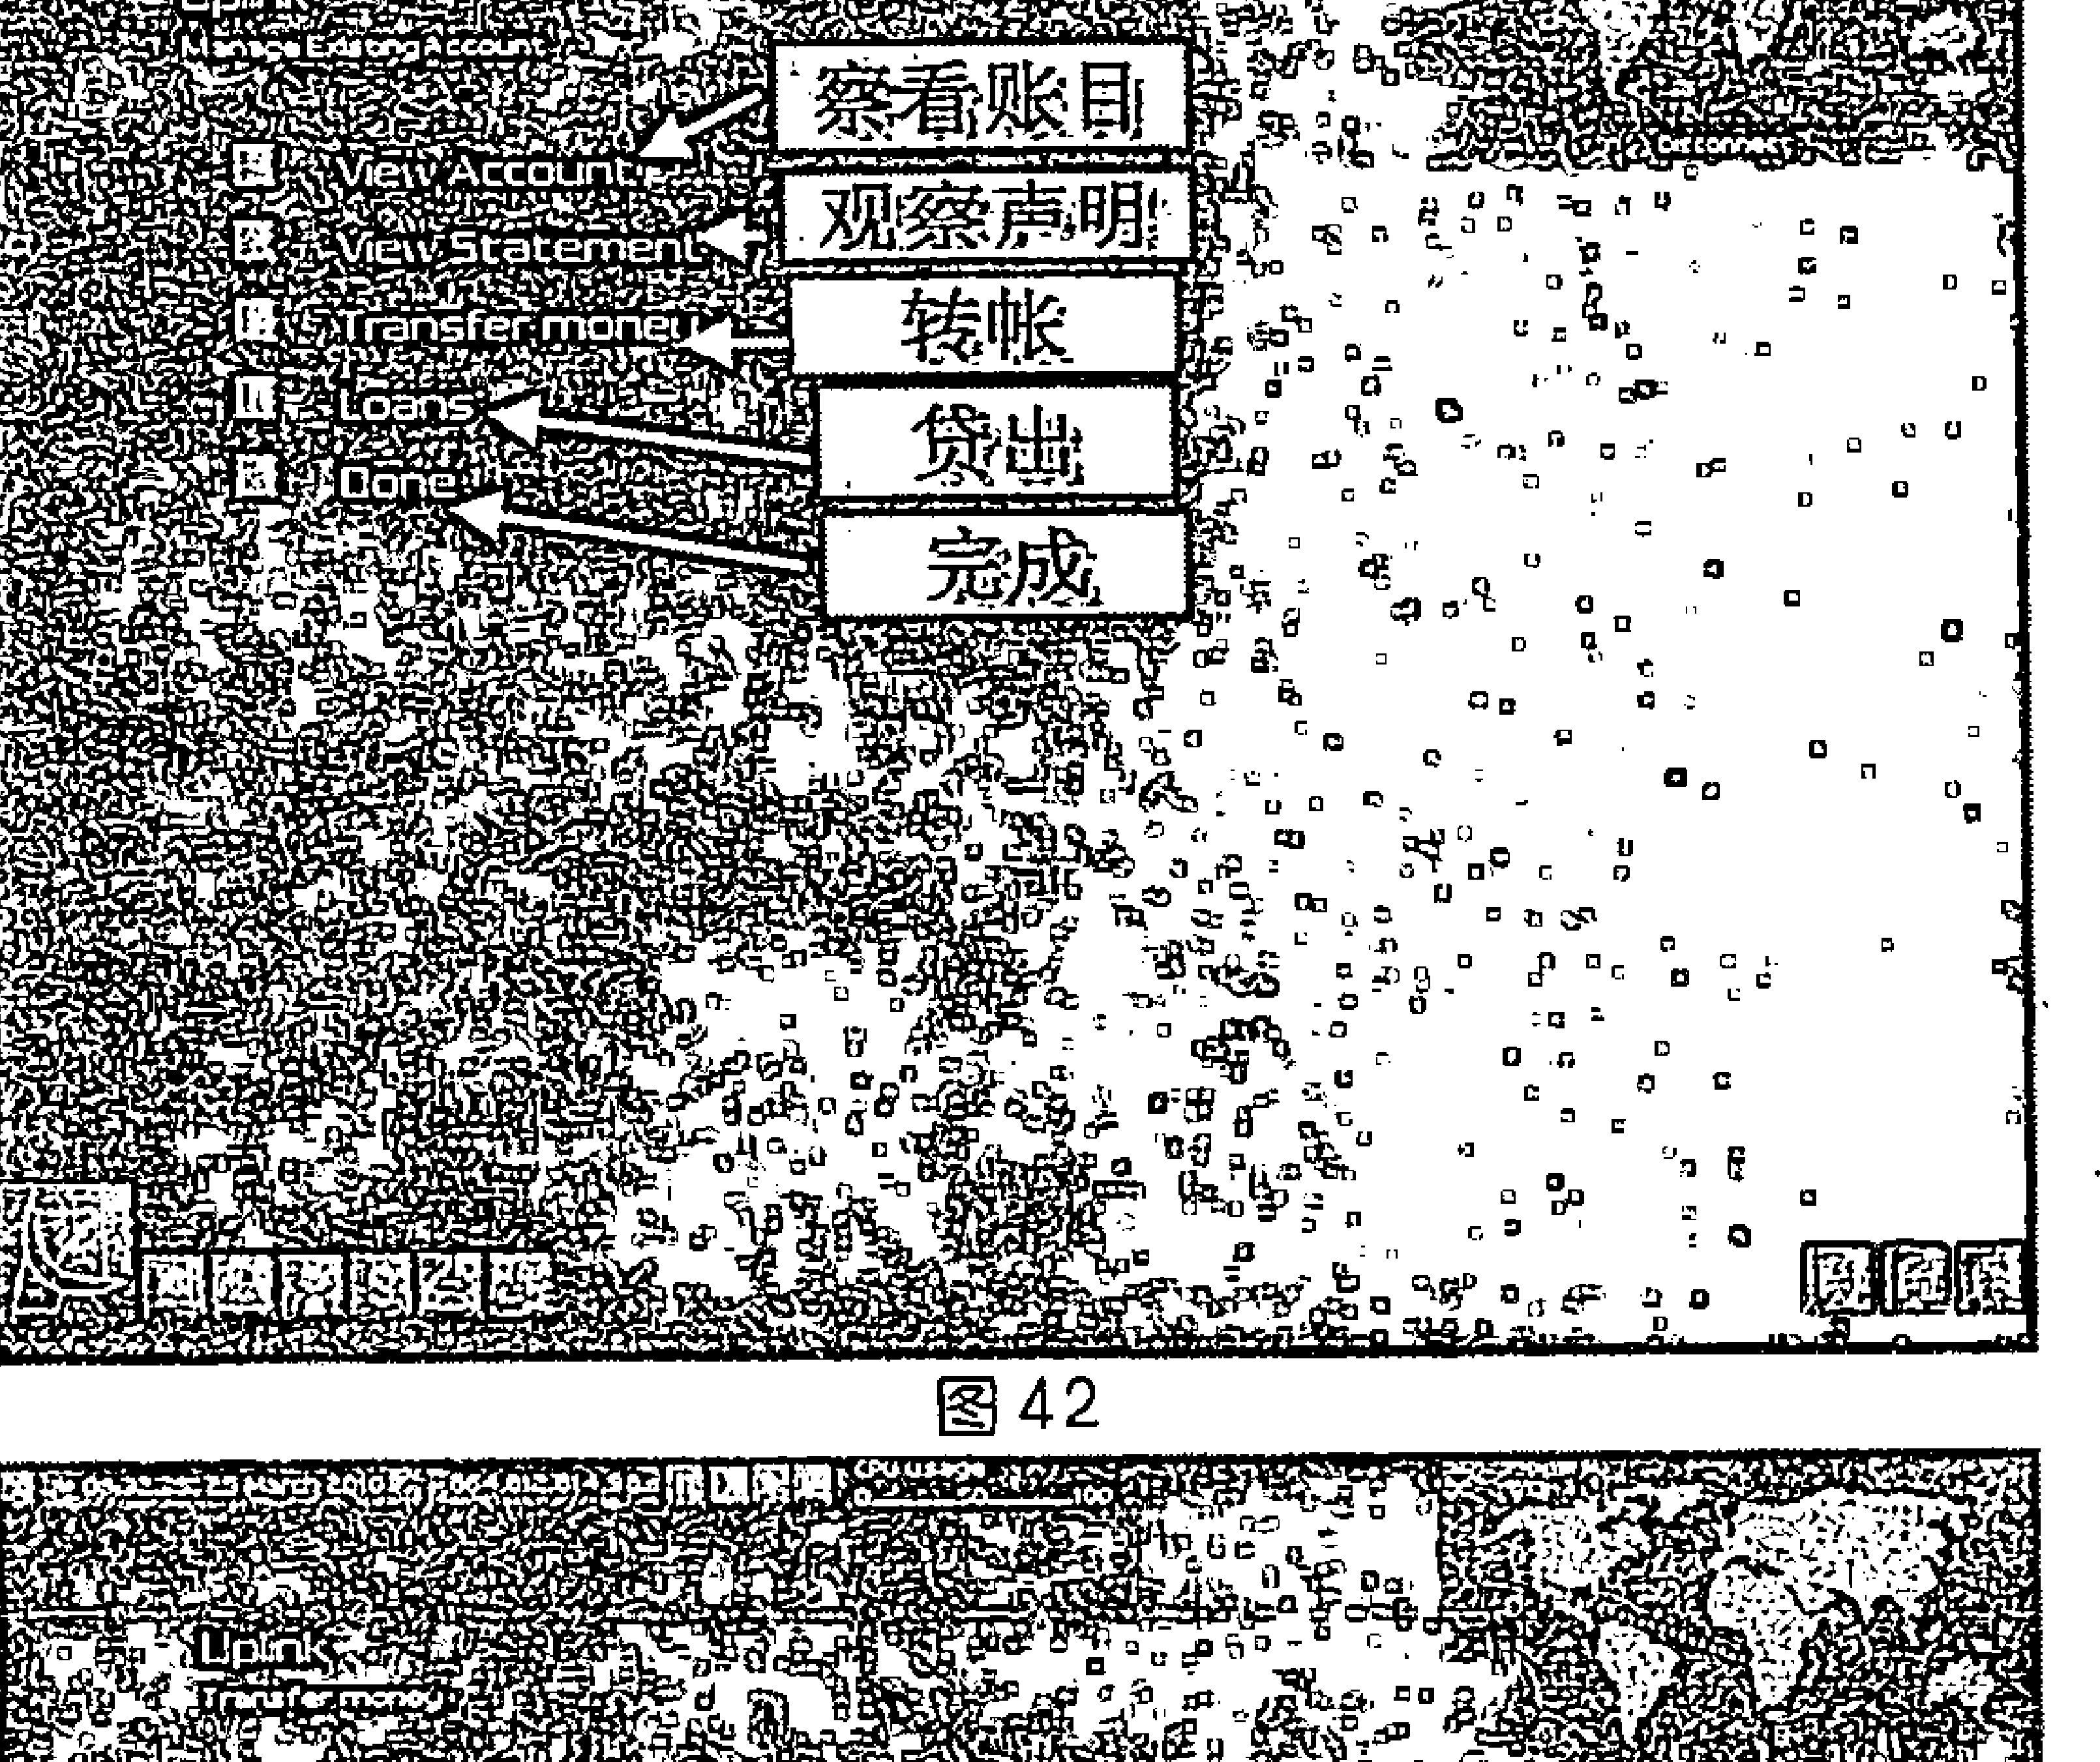 Manage Existing Account
察看账目
Disconnect
View Account
观察声明
View Statement
转帐
Transfer money
贷出
Loans
Done
完成
图 42
Uplink
Transfer money